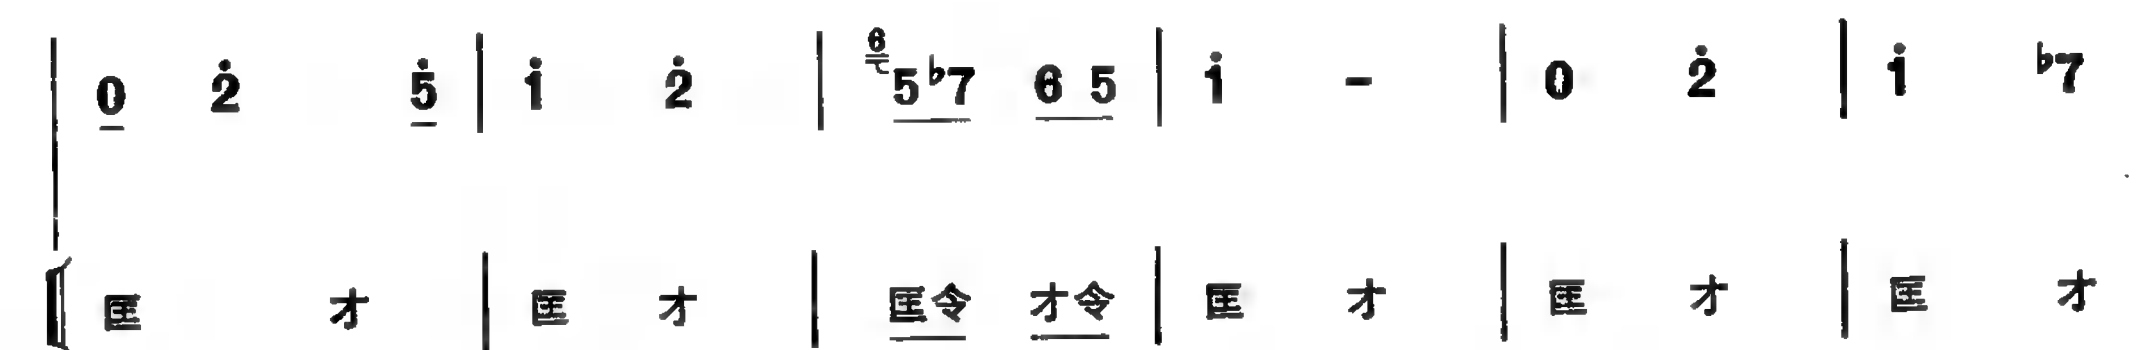 0 2̇ 5̇ | 1̇ 2̇ | ⁶5 ♭7 6 5 | 1̇ - | 0 2̇ | 1̇ ♭7
匡 才 | 匡 才 | 匡令 才令 | 匡 才 | 匡 才 | 匡 才